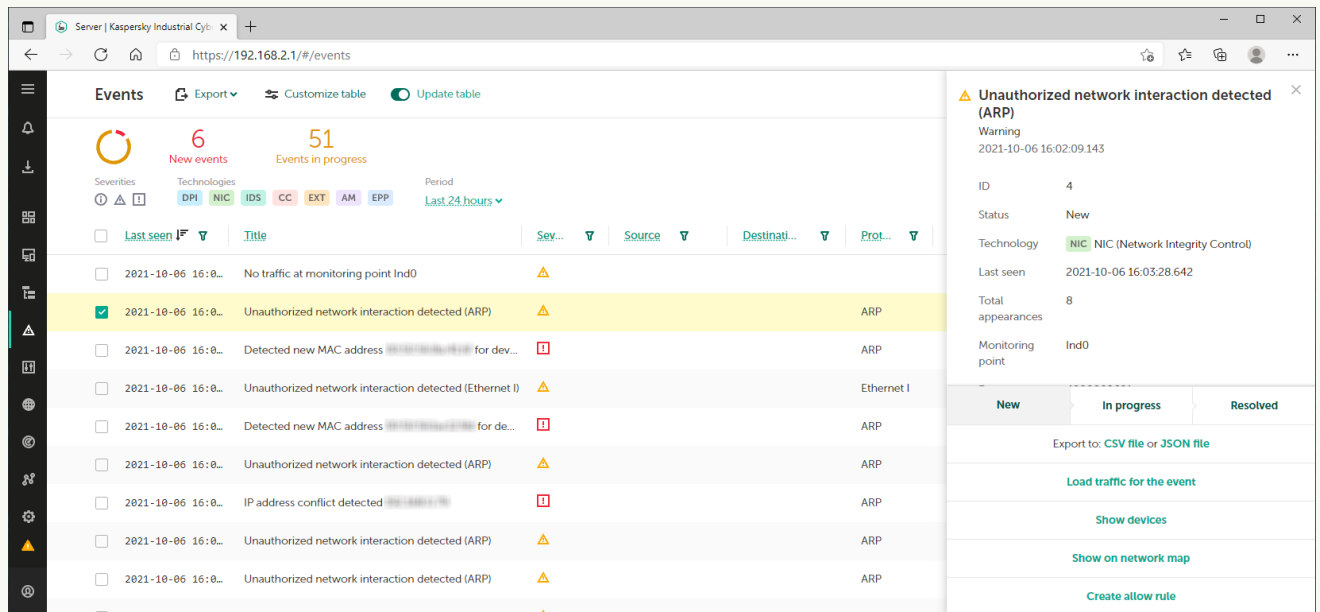 Server | Kaspersky Industrial Cyb
https://192.168.2.1/#/events
Events
Export
Customize table
Update table
6
New events
51
Events in progress
Severities
Technologies
DPI NIC IDS CC EXT AM EPP
Period
Last 24 hours
Last seen Title Sev... Source Destinati... Prot...
2021-10-06 16:0… No traffic at monitoring point Ind0
2021-10-06 16:0… Unauthorized network interaction detected (ARP) ARP
2021-10-06 16:0… Detected new MAC address for dev... ARP
2021-10-06 16:0… Unauthorized network interaction detected (Ethernet I) Ethernet I
2021-10-06 16:0… Detected new MAC address for de... ARP
2021-10-06 16:0… Unauthorized network interaction detected (ARP) ARP
2021-10-06 16:0… IP address conflict detected ARP
2021-10-06 16:0… Unauthorized network interaction detected (ARP) ARP
2021-10-06 16:0… Unauthorized network interaction detected (ARP) ARP
Unauthorized network interaction detected
(ARP)
Warning
2021-10-06 16:02:09.143
ID 4
Status New
Technology NIC NIC (Network Integrity Control)
Last seen 2021-10-06 16:03:28.642
Total
appearances 8
Monitoring
point Ind0
New In progress Resolved
Export to: CSV file or JSON file
Load traffic for the event
Show devices
Show on network map
Create allow rule